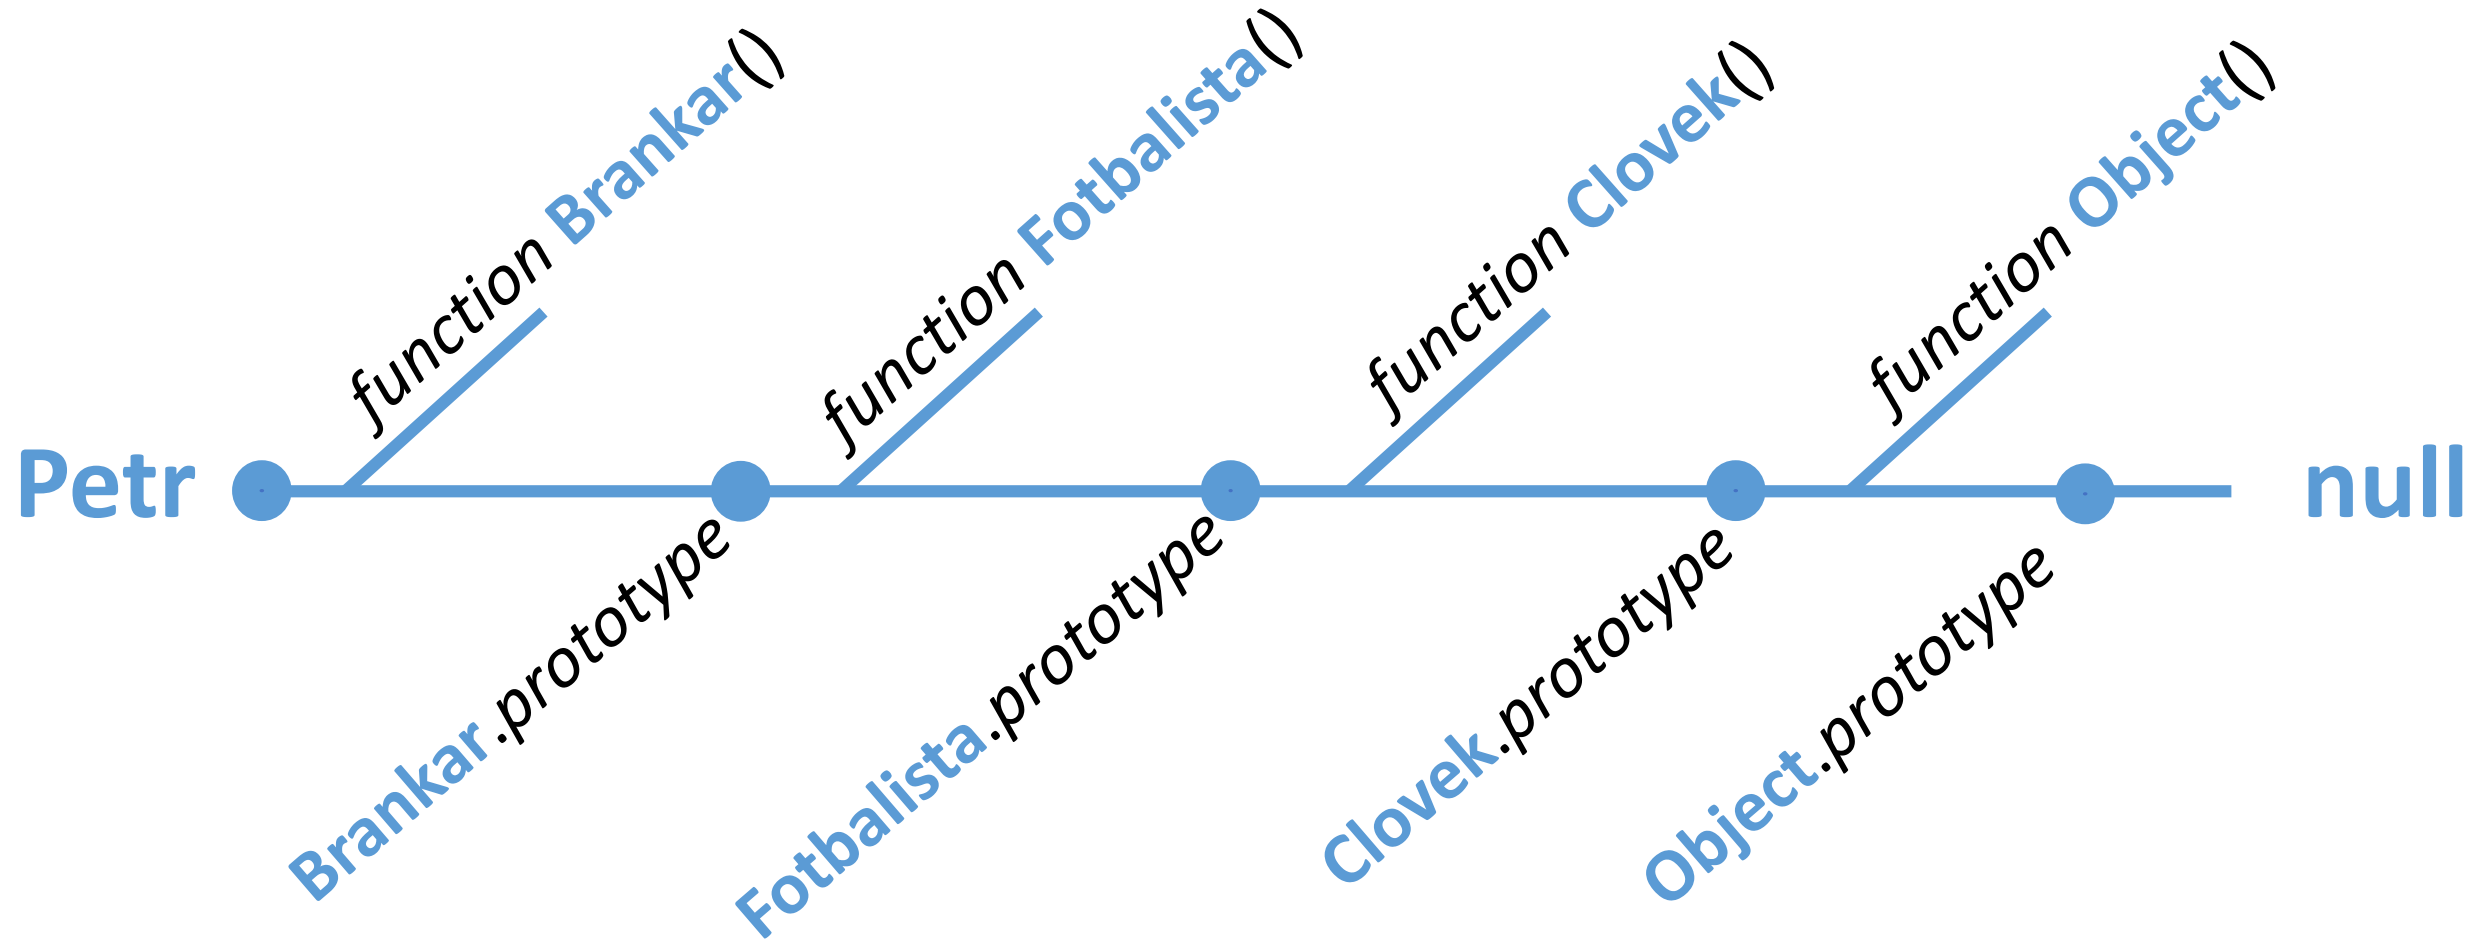 function Brankar()
function Fotbalista()
function Clovek()
function Object()
Petr
null
Brankar.prototype
Fotbalista.prototype
Clovek.prototype
Object.prototype